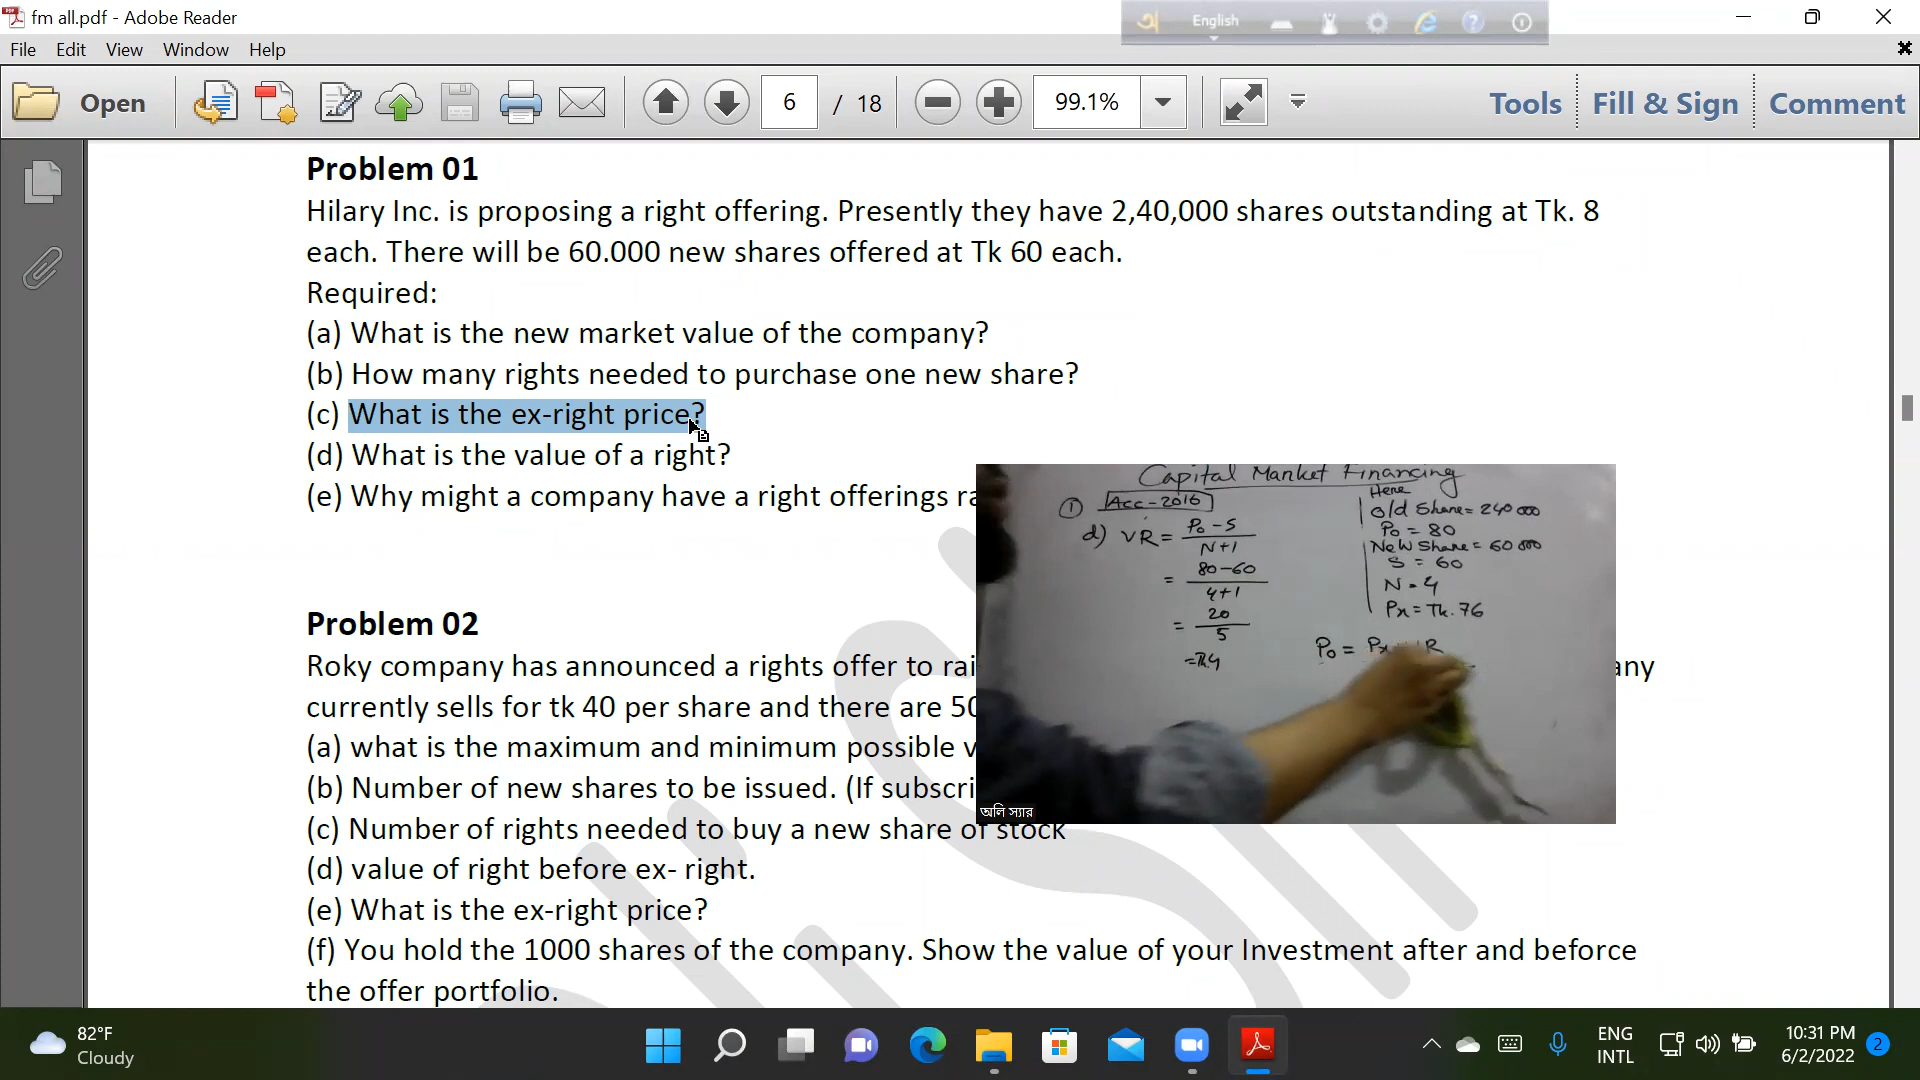 fm all.pdf - Adobe Reader
English
File Edit View Window Help
Open
6 / 18
99.1%
Tools
Fill & Sign
Comment
Problem 01
Hilary Inc. is proposing a right offering. Presently they have 2,40,000 shares outstanding at Tk. 8
each. There will be 60.000 new shares offered at Tk 60 each.
Required:
(a) What is the new market value of the company?
(b) How many rights needed to purchase one new share?
(c) What is the ex-right price?
(d) What is the value of a right?
(e) Why might a company have a right offerings ra
Capital Market Financing
① Acc-2016
d) VR = P₀-S
N+1
= 80-60
4+1
= 20
5
=Tk.4
Here
Old Share = 240 000
P₀ = 80
New Share = 60 000
S = 60
N = 4
Px = Tk. 76
P₀ = Px R
অলি স্যার
Problem 02
Roky company has announced a rights offer to rai
any
currently sells for tk 40 per share and there are 50
(a) what is the maximum and minimum possible v
(b) Number of new shares to be issued. (If subscri
(c) Number of rights needed to buy a new share of stock
(d) value of right before ex- right.
(e) What is the ex-right price?
(f) You hold the 1000 shares of the company. Show the value of your Investment after and beforce
the offer portfolio.
82°F
Cloudy
ENG
INTL
10:31 PM
6/2/2022
2